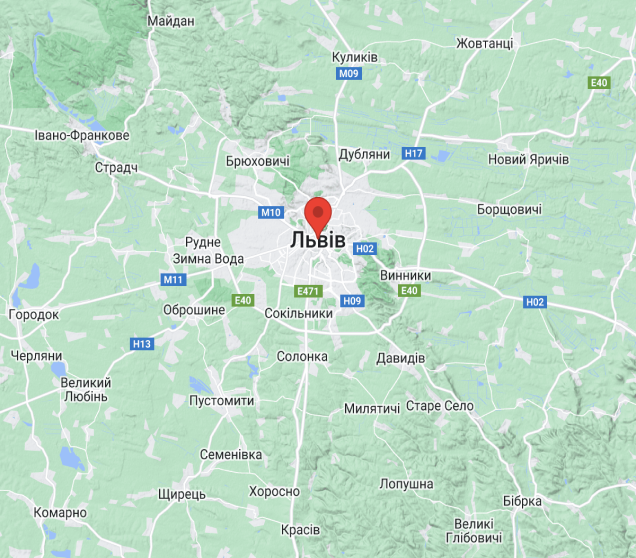 Майдан
Жовтанці
Куликів
M09
E40
Івано-Франкове
Дубляни
H17
Брюховичі
Новий Яричів
Страдч
M10
Борщовичі
Львів
Рудне
H02
Зимна Вода
Винники
M11
E40
E471
E40
H09
H02
Городок
Оброшине
Сокільники
H13
Черляни
Солонка
Давидів
Великий
Любінь
Пустомити
Милятичі
Старе Село
Семенівка
Лопушна
Щирець
Хоросно
Бібрка
Комарно
Великі
Глібовичі
Красів